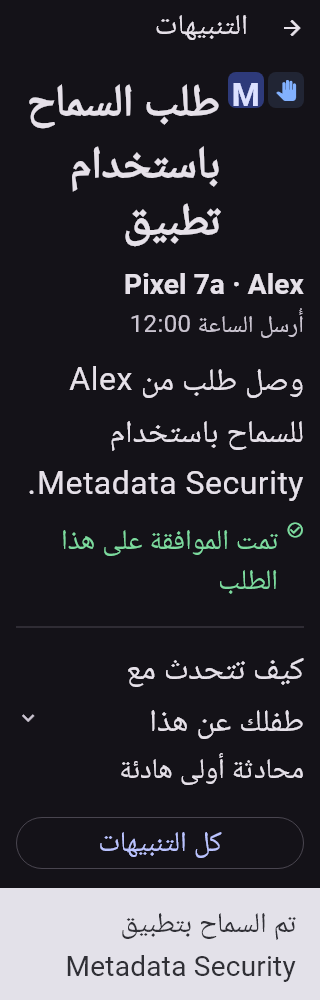 التنبيهات
M
طلب السماح
باستخدام
تطبيق
Pixel 7a · Alex
أرسل الساعة 12:00
وصل طلب من Alex
للسماح باستخدام
Metadata Security.
تمت الموافقة على هذا
الطلب
كيف تتحدث مع
طفلك عن هذا
محادثة أولى هادئة
كل التنبيهات
تم السماح بتطبيق
Metadata Security